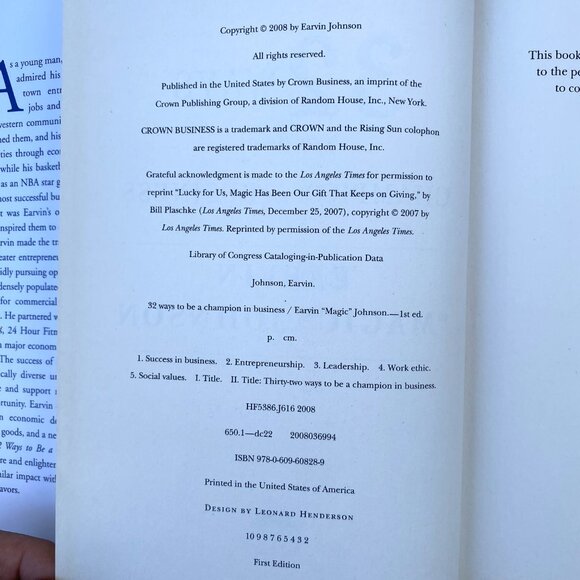 A s a young man,
admired his
town entr
jobs and
vestern communi
ned them, and his
ties through eco
while his basketl
as an NBA star g
nost successful bu
t was Earvin's o
nspired them to
rvin made the tr
eater entreprene
idly pursuing op
densely populate
for commercial
. He partnered w
, 24 Hour Fitn
n major econom
The success of
cally diverse u
e and support
rtunity. Earvin
n economic d
goods, and a ne
Ways to Be a
re and enlighter
nilar impact with
avors.
Copyright © 2008 by Earvin Johnson
All rights reserved.
Published in the United States by Crown Business, an imprint of the
Crown Publishing Group, a division of Random House, Inc., New York.
CROWN BUSINESS is a trademark and CROWN and the Rising Sun colophon
are registered trademarks of Random House, Inc.
Grateful acknowledgment is made to the Los Angeles Times for permission to
reprint “Lucky for Us, Magic Has Been Our Gift That Keeps on Giving,” by
Bill Plaschke (Los Angeles Times, December 25, 2007), copyright © 2007 by
Los Angeles Times. Reprinted by permission of the Los Angeles Times.
Library of Congress Cataloging-in-Publication Data
Johnson, Earvin.
32 ways to be a champion in business / Earvin “Magic” Johnson.—1st ed.
p. cm.
1. Success in business. 2. Entrepreneurship. 3. Leadership. 4. Work ethic.
5. Social values. I. Title. II. Title: Thirty-two ways to be a champion in business.
HF5386.J616 2008
650.1—dc22 2008036994
ISBN 978-0-609-60828-9
Printed in the United States of America
DESIGN BY LEONARD HENDERSON
10 9 8 7 6 5 4 3 2
First Edition
This book
to the pe
to co